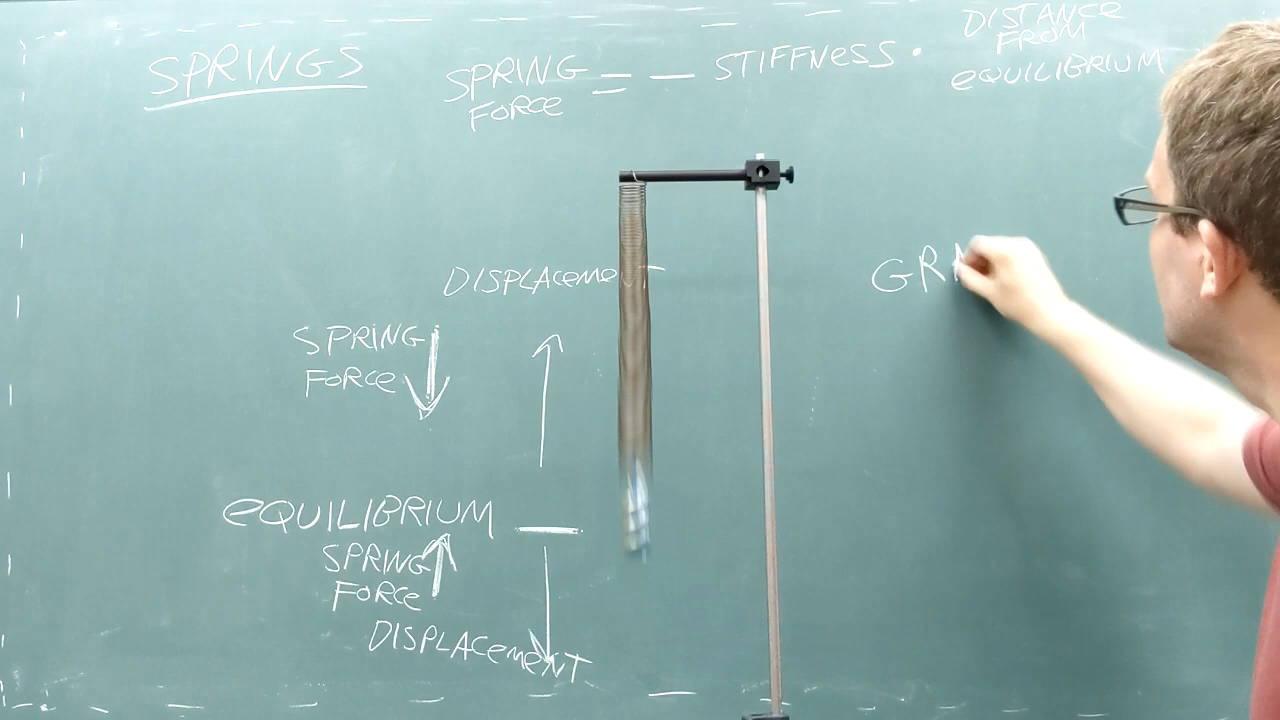 SPRINGS
SPRING FORCE = – STIFFNESS · DISTANCE FROM EQUILIBRIUM
DISPLACEMENT
SPRING
FORCE
EQUILIBRIUM
SPRING
FORCE
DISPLACEMENT
GR